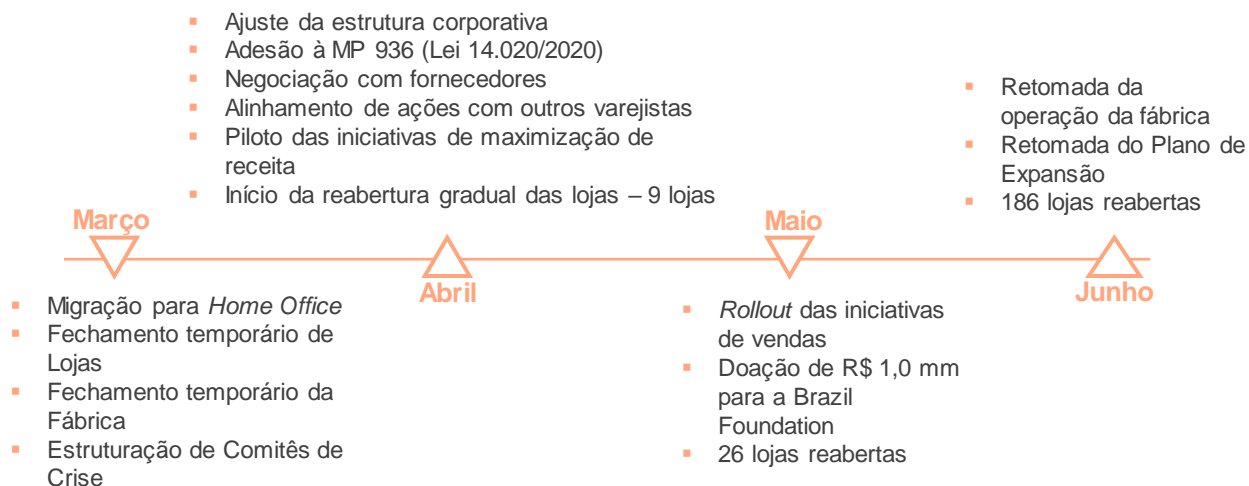 Março
▪ Migração para Home Office
▪ Fechamento temporário de
Lojas
▪ Fechamento temporário da
Fábrica
▪ Estruturação de Comitês de
Crise
▪ Ajuste da estrutura corporativa
▪ Adesão à MP 936 (Lei 14.020/2020)
▪ Negociação com fornecedores
▪ Alinhamento de ações com outros varejistas
▪ Piloto das iniciativas de maximização de
receita
▪ Início da reabertura gradual das lojas – 9 lojas
Abril
Maio
▪ Rollout das iniciativas
de vendas
▪ Doação de R$ 1,0 mm
para a Brazil
Foundation
▪ 26 lojas reabertas
▪ Retomada da
operação da fábrica
▪ Retomada do Plano de
Expansão
▪ 186 lojas reabertas
Junho